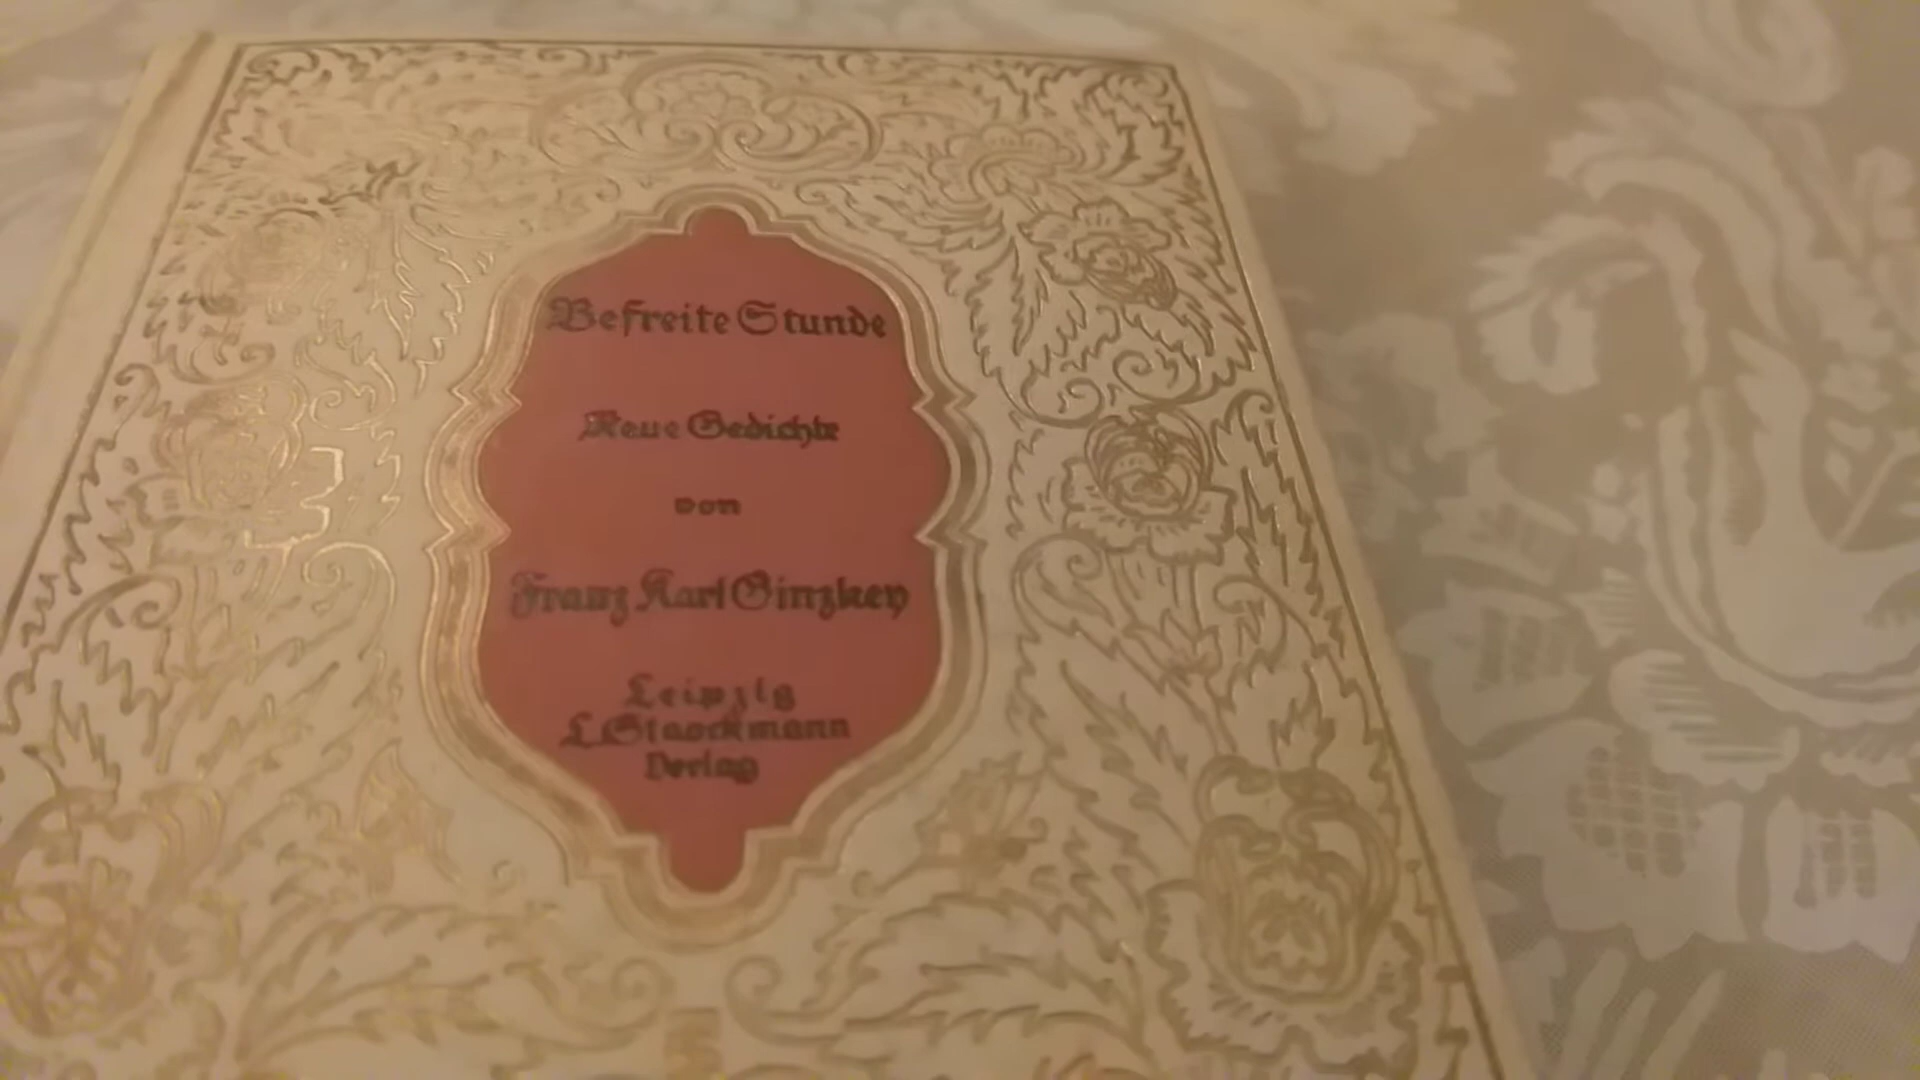 Befreite Stunde
Neue Gedichte
von
Franz Karl Ginzkey
Leipzig
L. Staackmann
Verlag